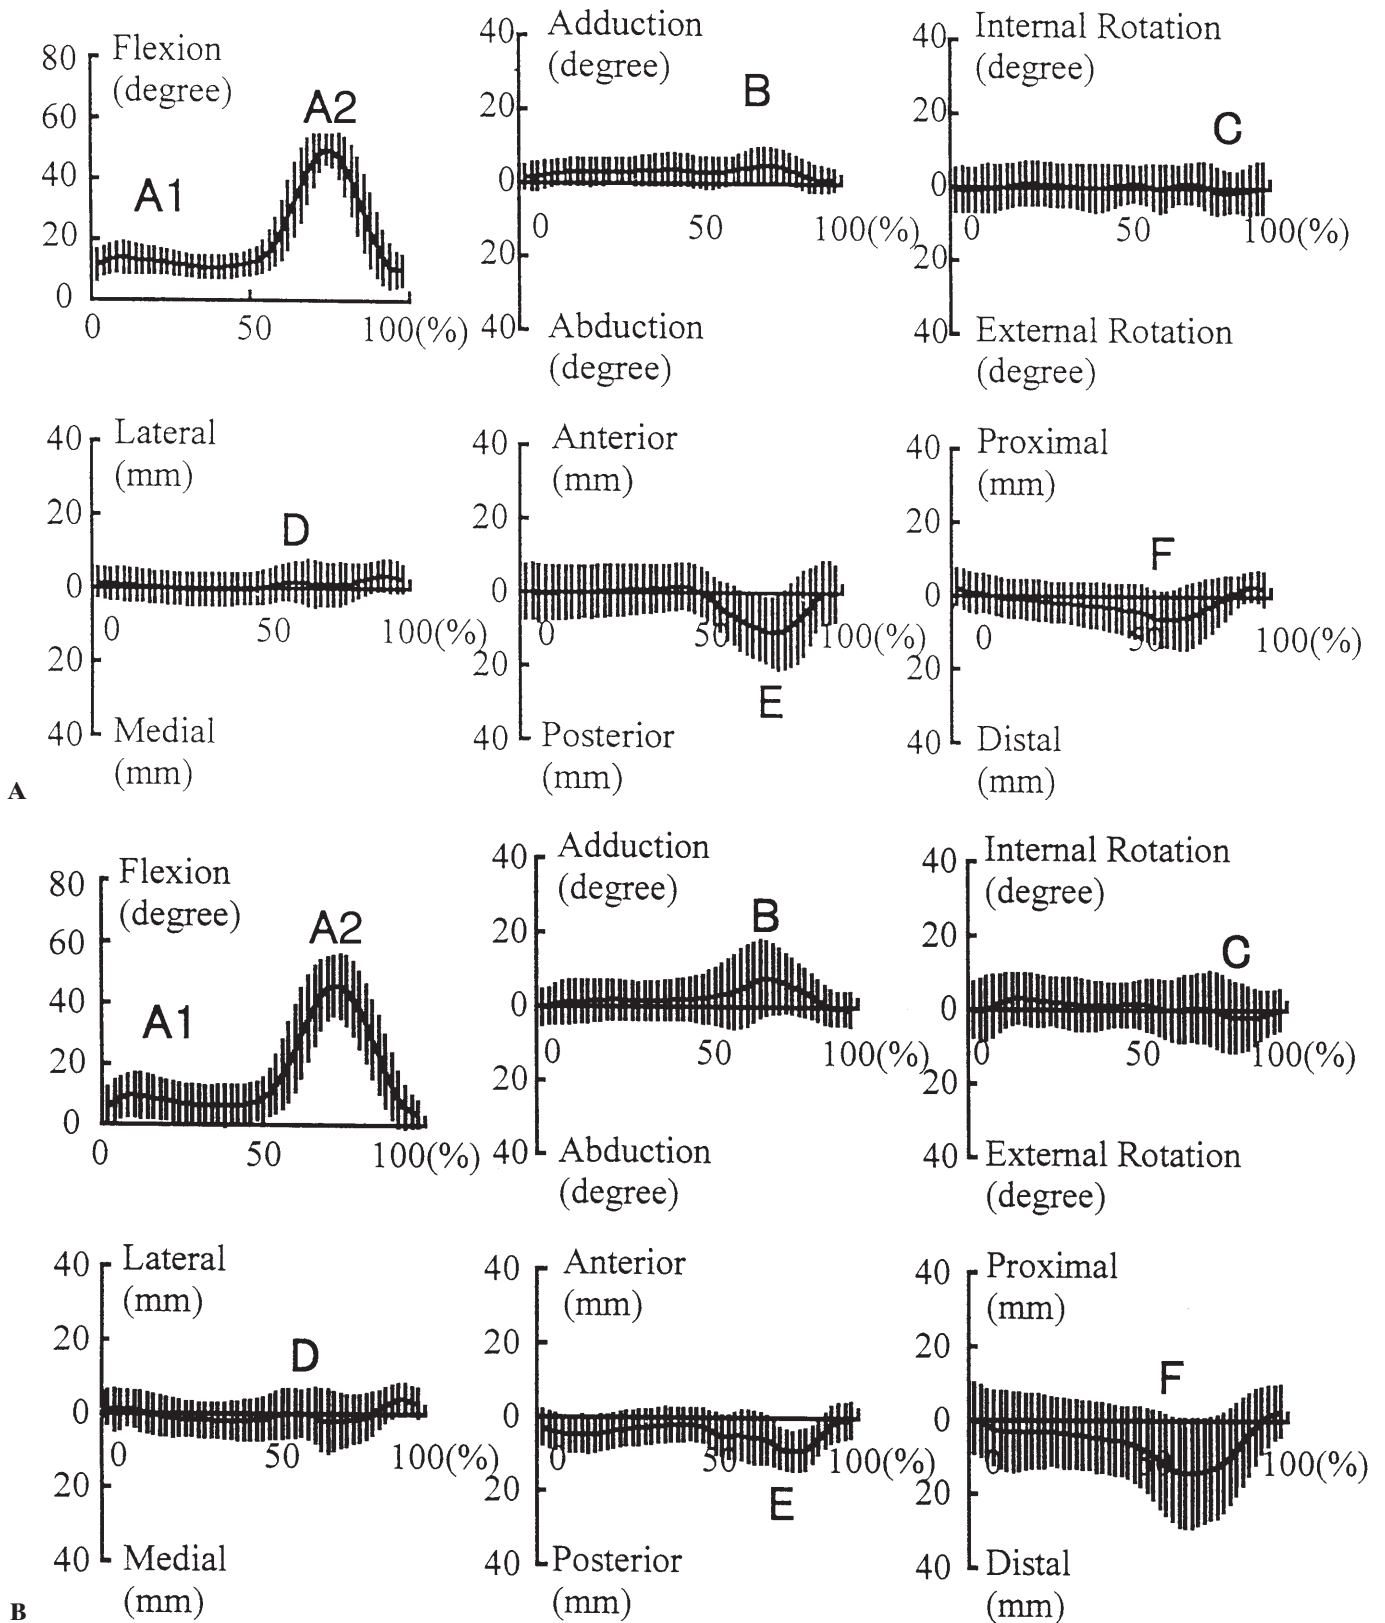 80
Flexion
(degree)
60
A2
40
A1
20
0
0 50 100(%)
40
Adduction
(degree)
B
20
0
0 50 100(%)
20
40
Abduction
(degree)
40
Internal Rotation
(degree)
20
C
0
0 50 100(%)
20
40
External Rotation
(degree)
40
Lateral
(mm)
20
D
0
0 50 100(%)
20
40
Medial
(mm)
40
Anterior
(mm)
20
0
0 50 100(%)
20
E
40
Posterior
(mm)
40
Proximal
(mm)
20
F
0
0 50 100(%)
20
40
Distal
(mm)
A
80
Flexion
(degree)
60
A2
40
A1
20
0
0 50 100(%)
40
Adduction
(degree)
20
B
0
0 50 100(%)
20
40
Abduction
(degree)
40
Internal Rotation
(degree)
20
C
0
0 50 100(%)
20
40
External Rotation
(degree)
40
Lateral
(mm)
20
D
0
0 50 100(%)
20
40
Medial
(mm)
40
Anterior
(mm)
20
0
0 50 100(%)
20
E
40
Posterior
(mm)
40
Proximal
(mm)
20
F
0
0 100(%)
20
40
Distal
(mm)
B